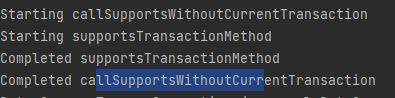 Starting callSupportsWithoutCurrentTransaction
Starting supportsTransactionMethod
Completed supportsTransactionMethod
Completed callSupportsWithoutCurrentTransaction